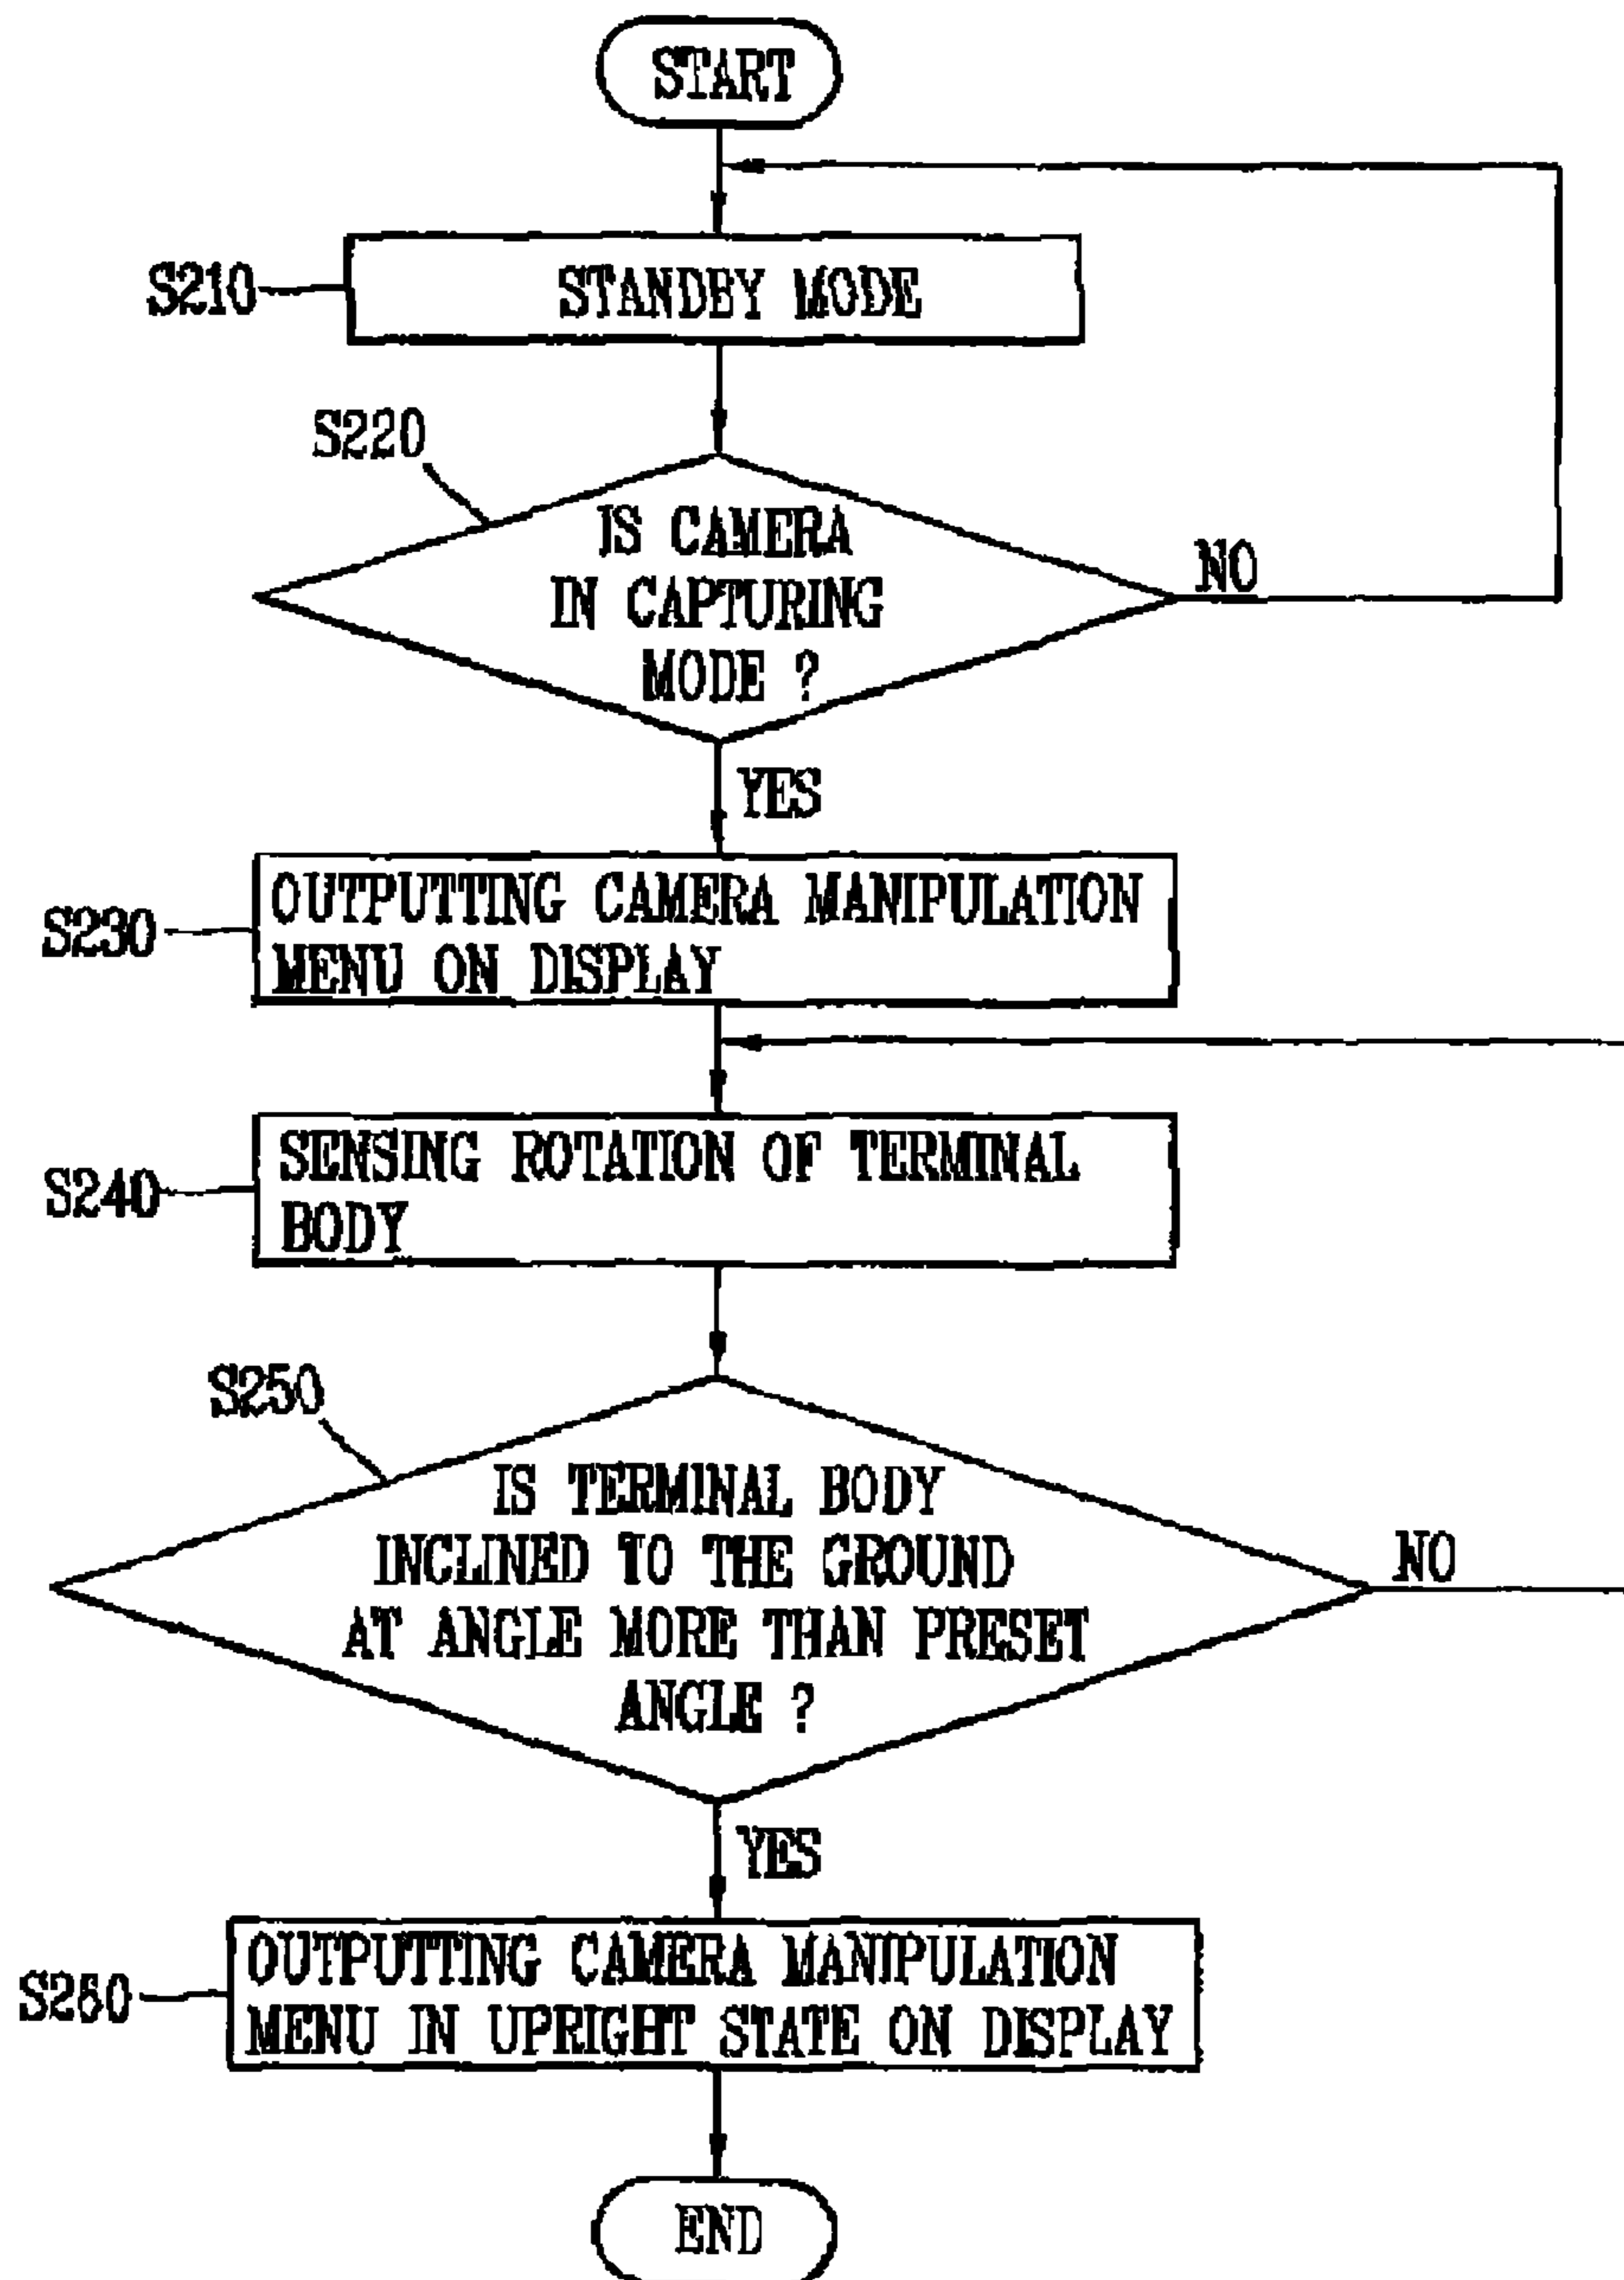 START
S210
STANDBY MODE
S220
IS CAMERA
IN CAPTURING
MODE ?
NO
YES
S230
OUTPUTTING CAMERA MANIPULATION
MENU ON DISPLAY
S240
SENSING ROTATION OF TERMINAL
BODY
S250
IS TERMINAL BODY
INCLINED TO THE GROUND
AT ANGLE MORE THAN PRESET
ANGLE ?
NO
YES
S260
OUTPUTTING CAMERA MANIPULATION
MENU IN UPRIGHT STATE ON DISPLAY
END